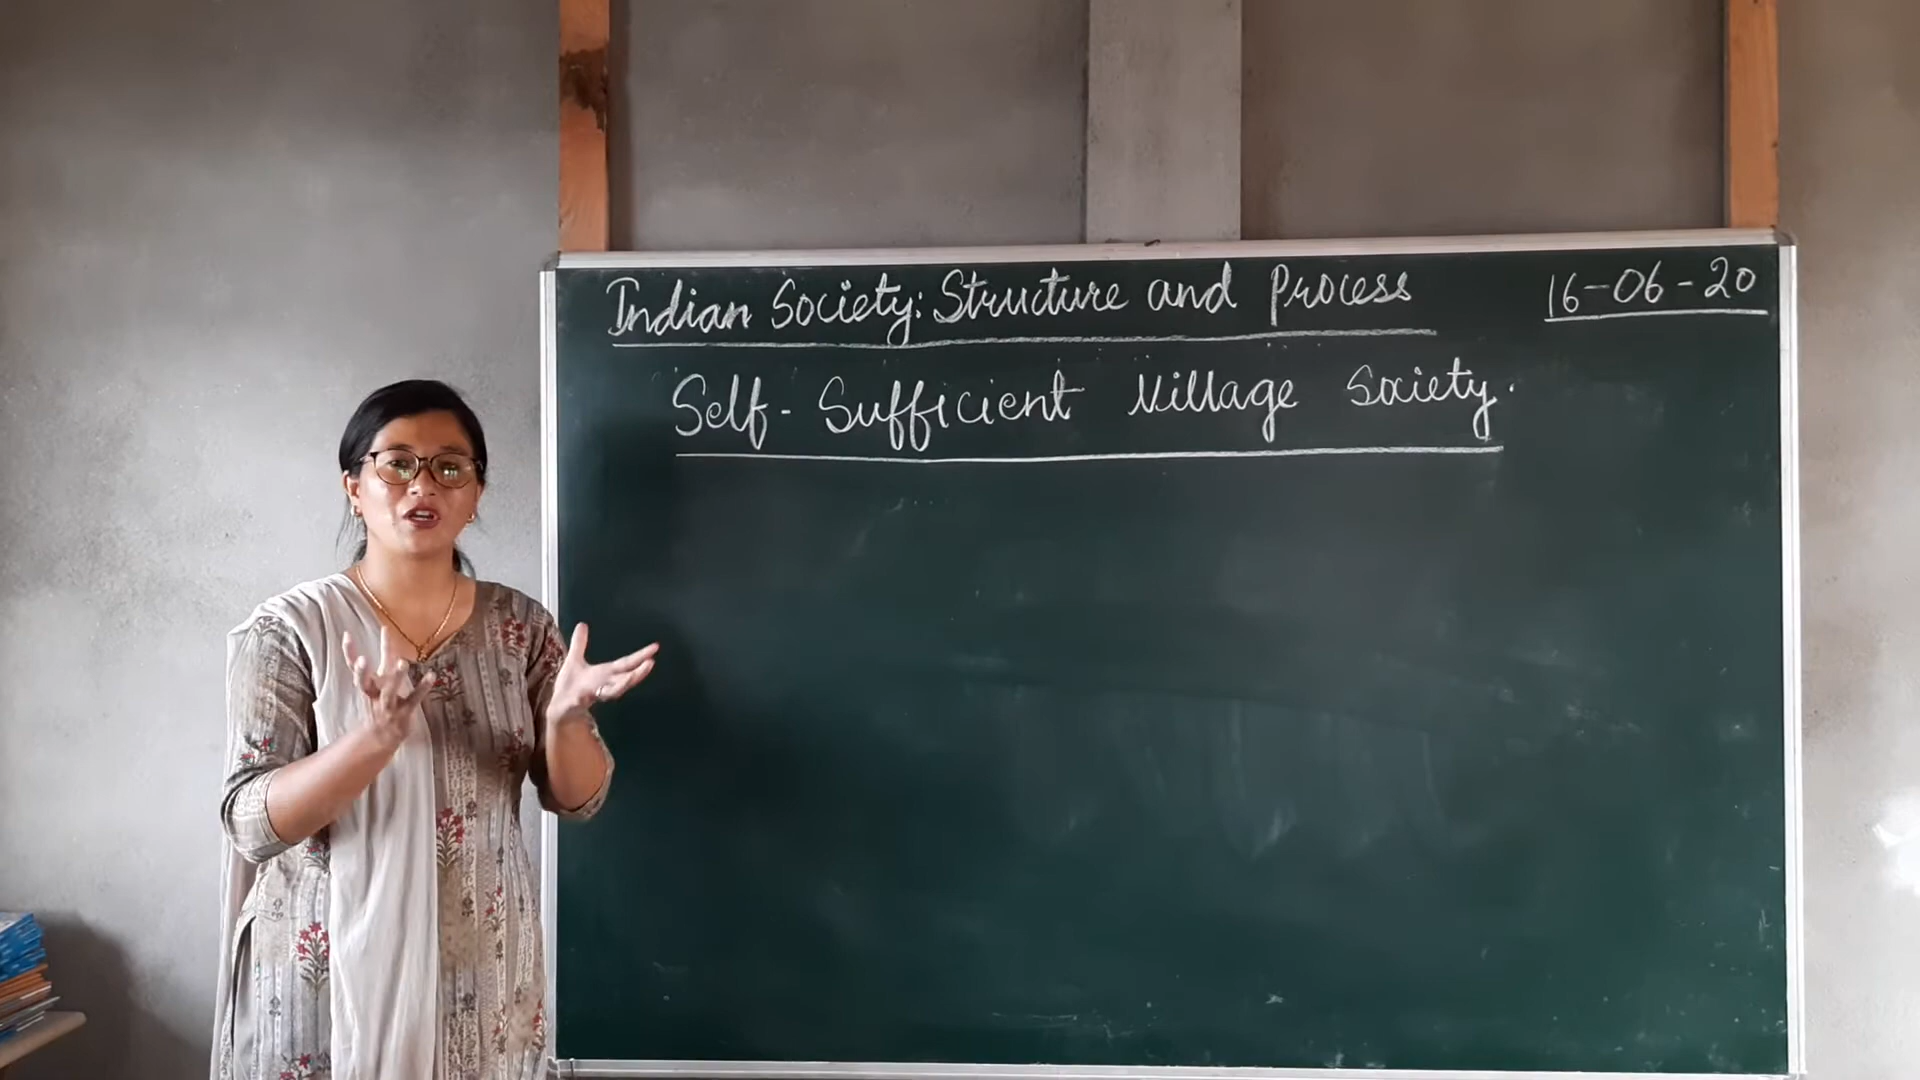 Indian Society: Structure and Process
16-06-20
Self-Sufficient Village Society.